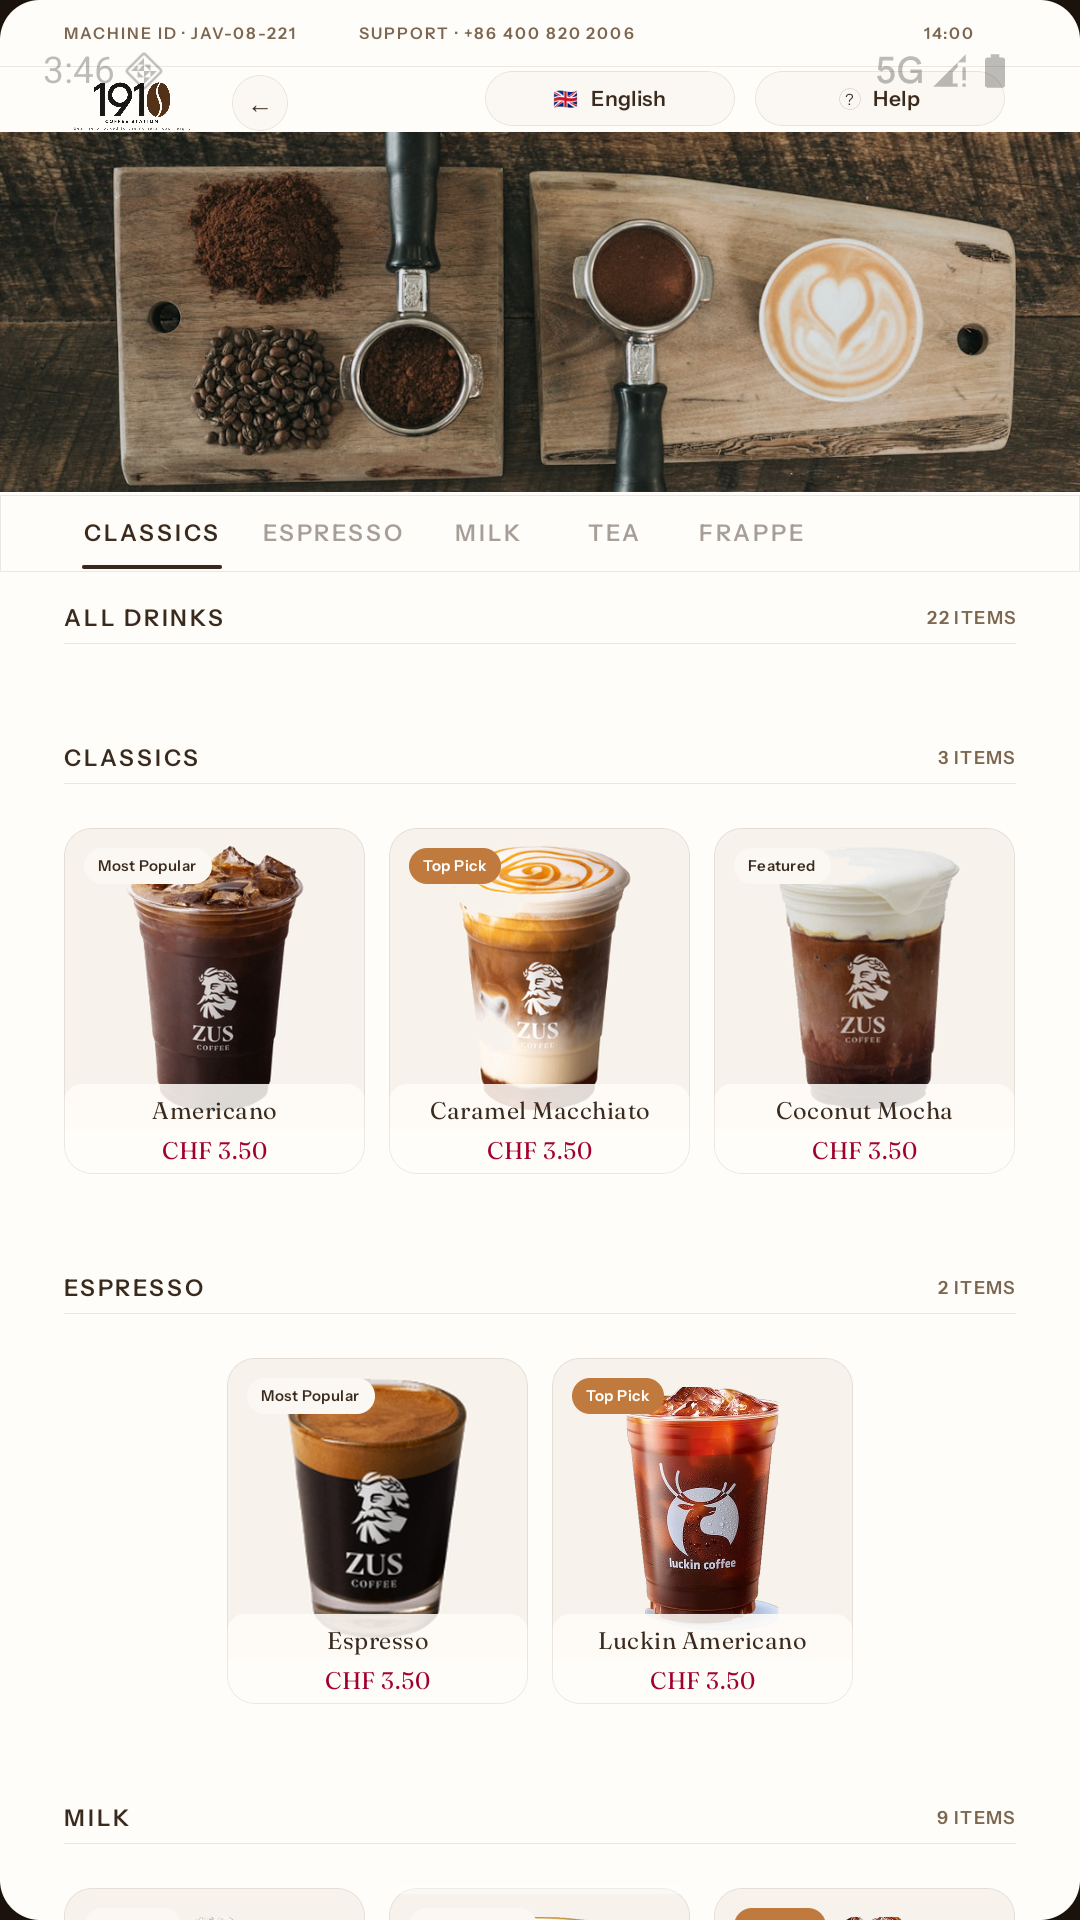 MACHINE ID · JAV-08-221
SUPPORT · +86 400 820 2006
14:00
3:46
5G
1910
COFFEE STATION
←
🇬🇧 English
? Help
CLASSICS
ESPRESSO
MILK
TEA
FRAPPE
ALL DRINKS
22 ITEMS
CLASSICS
3 ITEMS
Most Popular
ZUS
COFFEE
Americano
CHF 3.50
Top Pick
ZUS
COFFEE
Caramel Macchiato
CHF 3.50
Featured
ZUS
COFFEE
Coconut Mocha
CHF 3.50
ESPRESSO
2 ITEMS
Most Popular
ZUS
COFFEE
Espresso
CHF 3.50
Top Pick
luckin coffee
Luckin Americano
CHF 3.50
MILK
9 ITEMS